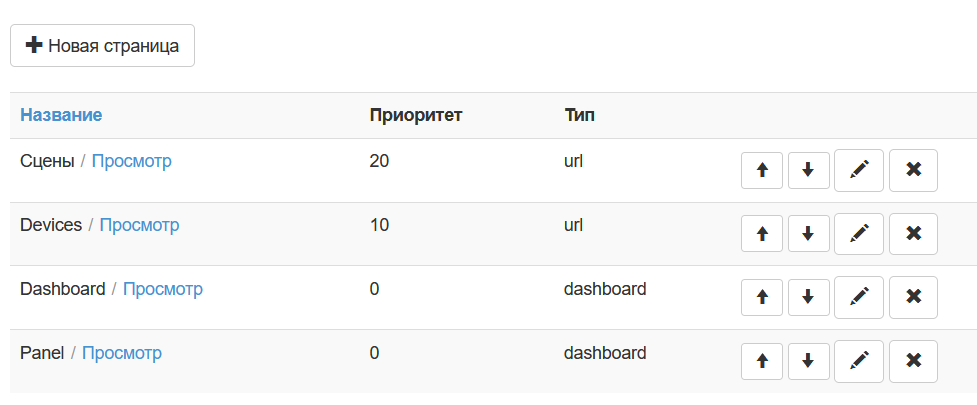 Новая страница
Название Приоритет Тип
Сцены / Просмотр 20 url
Devices / Просмотр 10 url
Dashboard / Просмотр 0 dashboard
Panel / Просмотр 0 dashboard